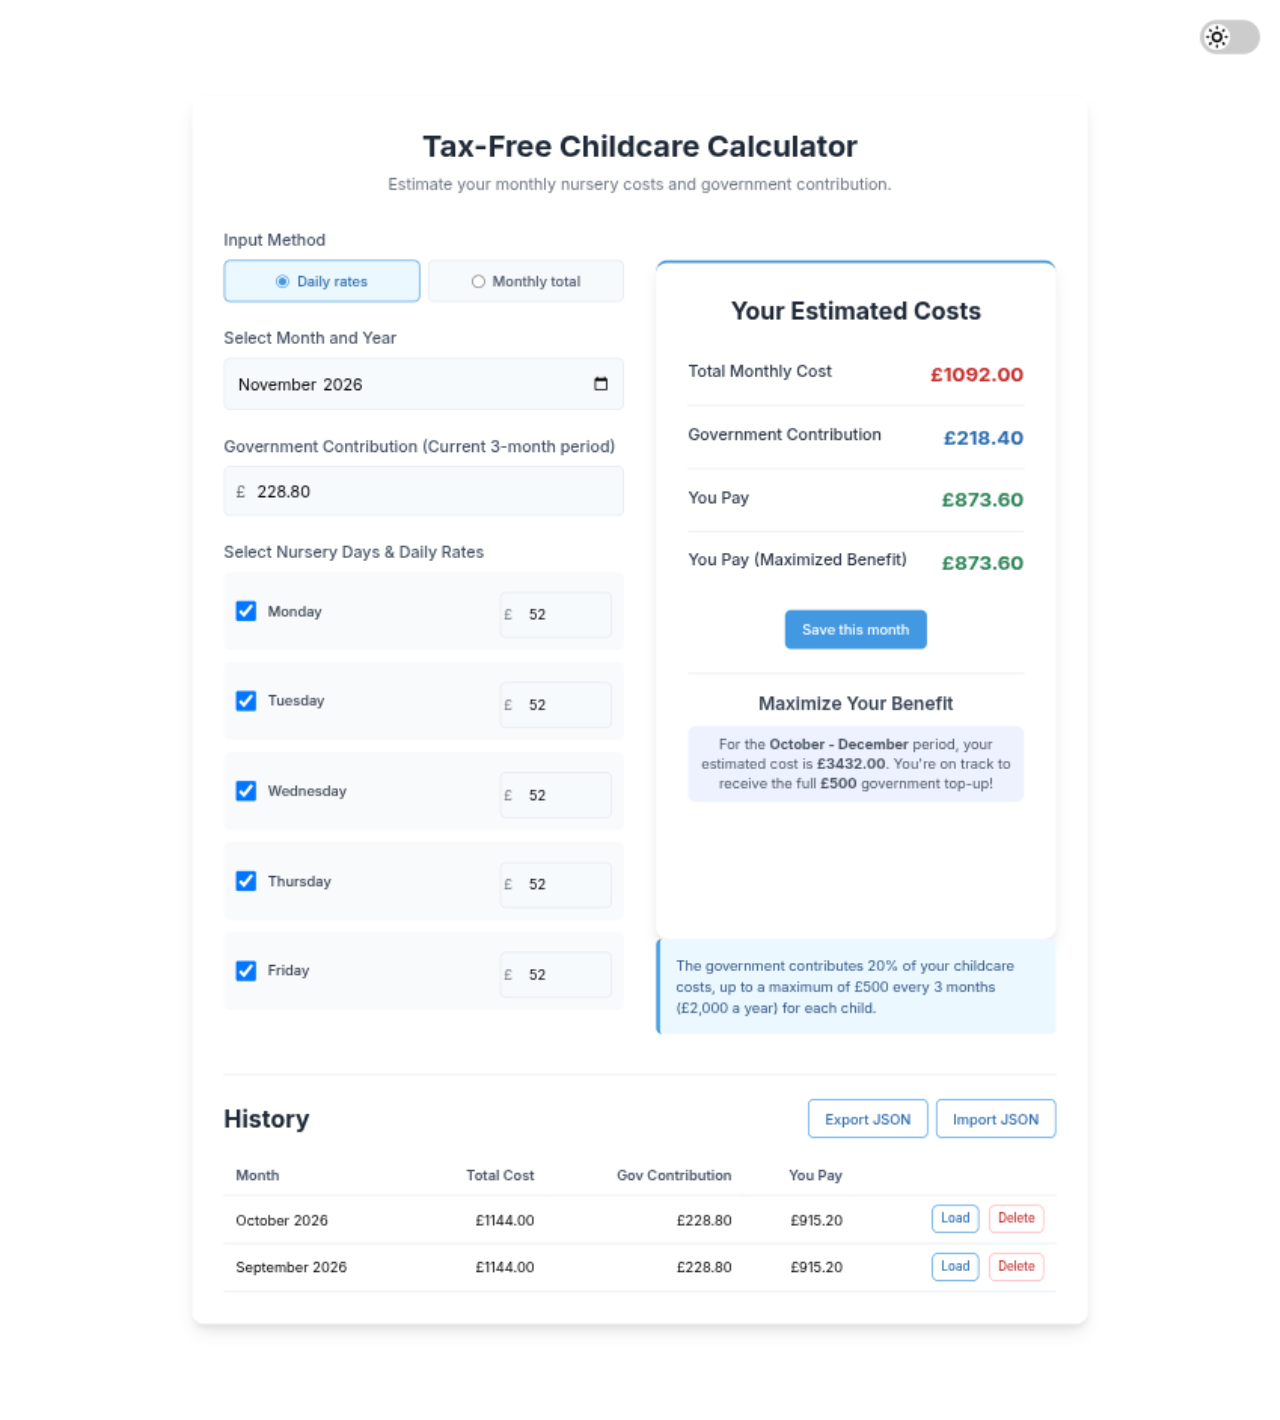 Tax-Free Childcare Calculator
Estimate your monthly nursery costs and government contribution.
Input Method
Daily rates
Monthly total
Select Month and Year
November 2026
Government Contribution (Current 3-month period)
£ 228.80
Select Nursery Days & Daily Rates
Monday £ 52
Tuesday £ 52
Wednesday £ 52
Thursday £ 52
Friday £ 52
Your Estimated Costs
Total Monthly Cost £1092.00
Government Contribution £218.40
You Pay £873.60
You Pay (Maximized Benefit) £873.60
Save this month
Maximize Your Benefit
For the October - December period, your
estimated cost is £3432.00. You're on track to
receive the full £500 government top-up!
The government contributes 20% of your childcare
costs, up to a maximum of £500 every 3 months
(£2,000 a year) for each child.
History
Export JSON
Import JSON
Month Total Cost Gov Contribution You Pay
October 2026 £1144.00 £228.80 £915.20 Load Delete
September 2026 £1144.00 £228.80 £915.20 Load Delete